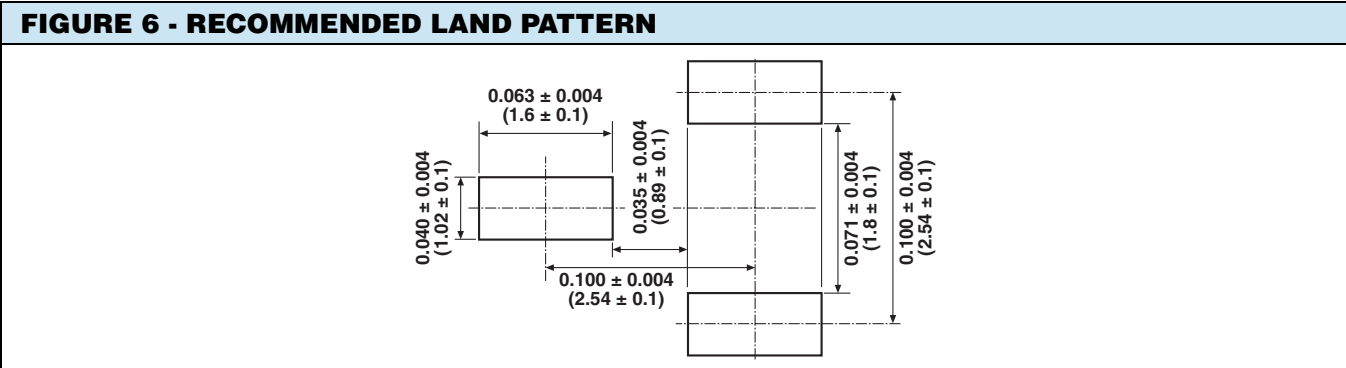 FIGURE 6 - RECOMMENDED LAND PATTERN
0.063 ± 0.004
(1.6 ± 0.1)
0.040 ± 0.004
(1.02 ± 0.1)
0.035 ± 0.004
(0.89 ± 0.1)
0.100 ± 0.004
(2.54 ± 0.1)
0.071 ± 0.004
(1.8 ± 0.1)
0.100 ± 0.004
(2.54 ± 0.1)